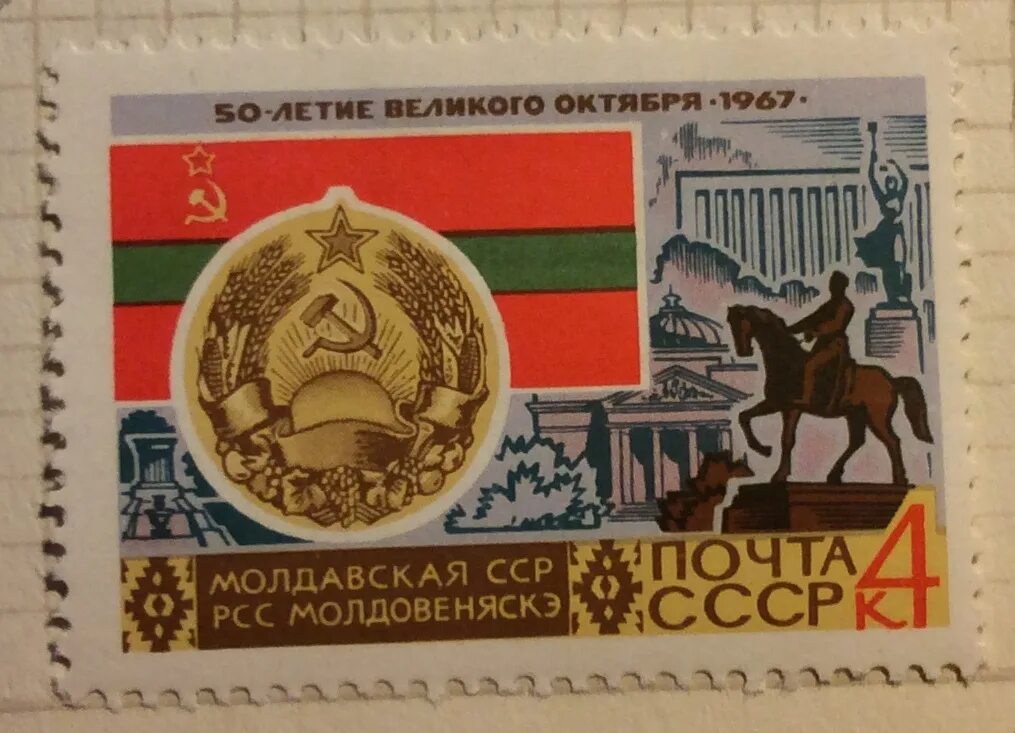 50-ЛЕТИЕ ВЕЛИКОГО ОКТЯБРЯ · 1967 ·
МОЛДАВСКАЯ ССР
РСС МОЛДОВЕНЯСКЭ
ПОЧТА
СССР
4
К